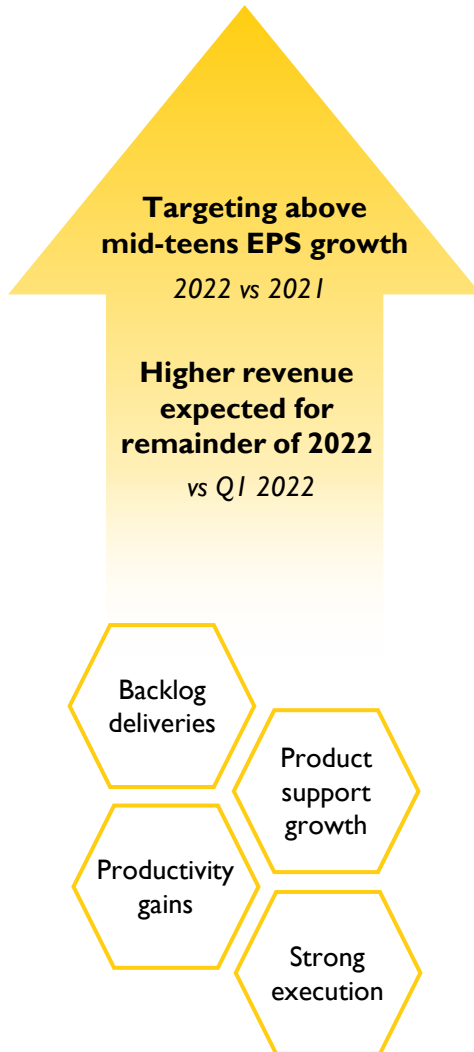 Targeting above
mid-teens EPS growth
2022 vs 2021
Higher revenue
expected for
remainder of 2022
vs Q1 2022
Backlog
deliveries
Product
support
growth
Productivity
gains
Strong
execution